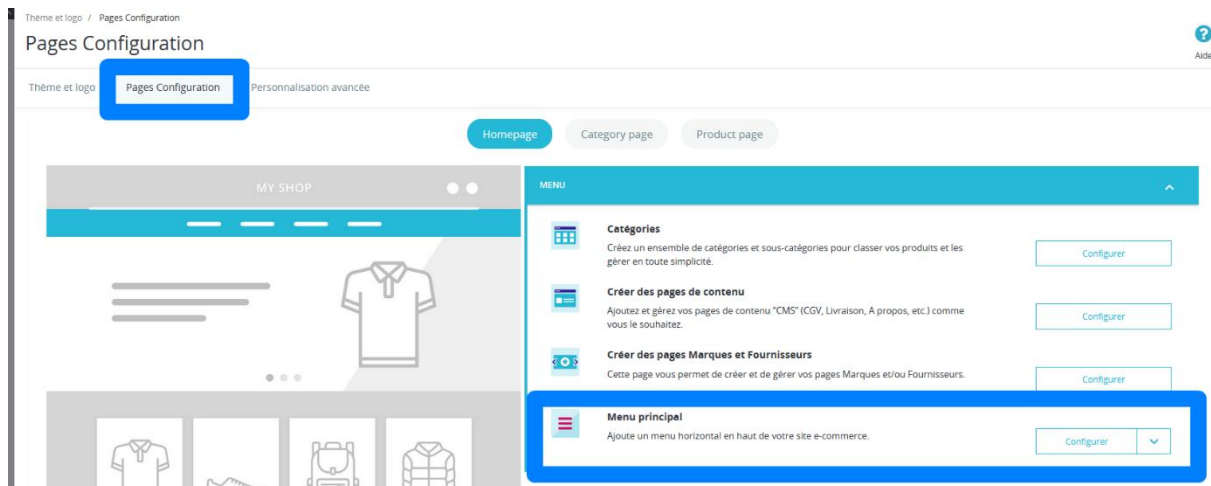 Thème et logo / Pages Configuration
Pages Configuration
Aide
Thème et logo Pages Configuration Personnalisation avancée
Homepage Category page Product page
MY SHOP
MENU
Catégories
Créez un ensemble de catégories et sous-catégories pour classer vos produits et les
gérer en toute simplicité.
Configurer
Créer des pages de contenu
Ajoutez et gérez vos pages de contenu "CMS" (CGV, Livraison, A propos, etc.) comme
vous le souhaitez.
Configurer
Créer des pages Marques et Fournisseurs
Cette page vous permet de créer et de gérer vos pages Marques et/ou Fournisseurs.
Configurer
Menu principal
Ajoute un menu horizontal en haut de votre site e-commerce.
Configurer